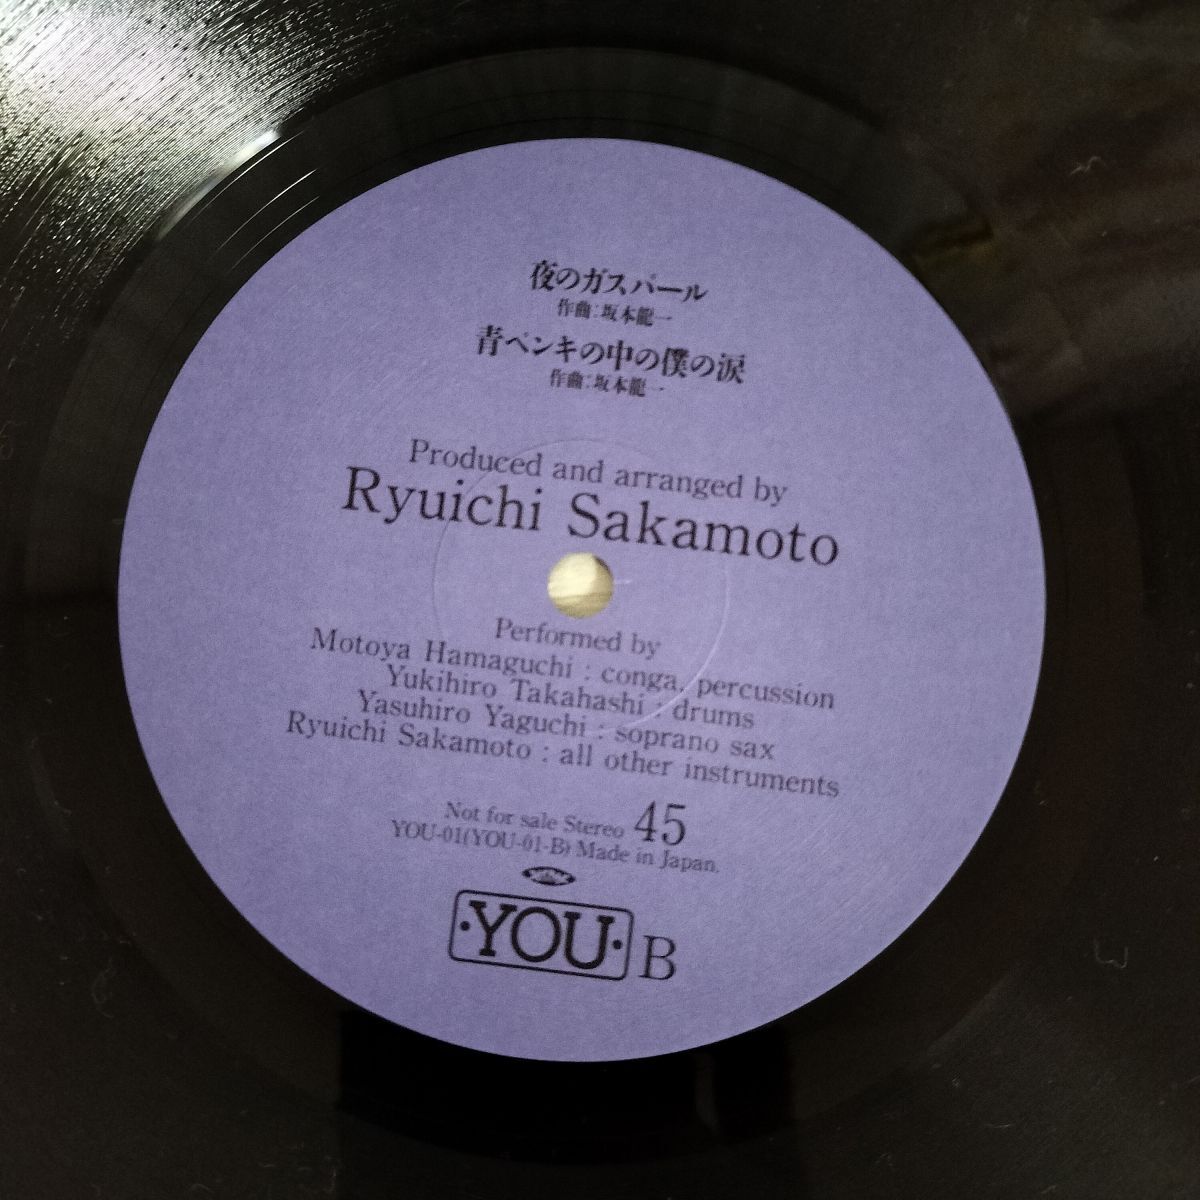 夜のガスパール
作曲:坂本龍一
青ペンキの中の僕の涙
作曲:坂本龍一
Produced and arranged by
Ryuichi Sakamoto
Performed by
Motoya Hamaguchi : conga, percussion
Yukihiro Takahashi : drums
Yasuhiro Yaguchi : soprano sax
Ryuichi Sakamoto : all other instruments
Not for sale Stereo 45
YOU-01(YOU-01-B) Made in Japan.
·YOU· B